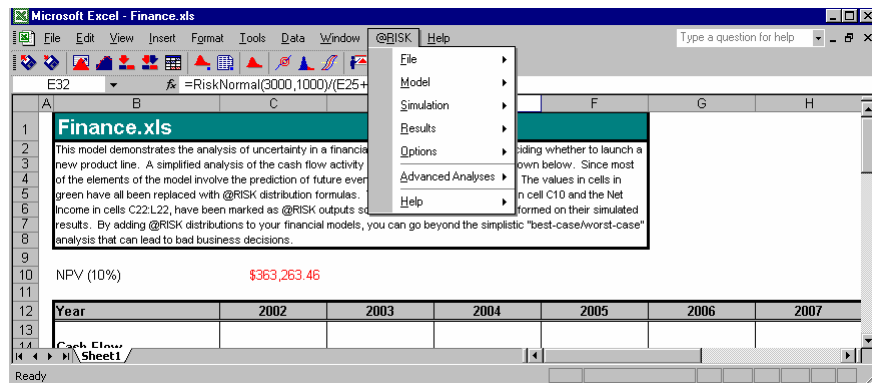 Microsoft Excel - Finance.xls
File Edit View Insert Format Tools Data Window @RISK Help Type a question for help
E32 fx =RiskNormal(3000,1000)/(E25+
File
Model
Simulation
Results
Options
Advanced Analyses
Help
A B C F G H
1 Finance.xls
2 This model demonstrates the analysis of uncertainty in a financia ciding whether to launch a
3 new product line. A simplified analysis of the cash flow activity own below. Since most
4 of the elements of the model involve the prediction of future ever The values in cells in
5 green have all been replaced with @RISK distribution formulas. n cell C10 and the Net
6 Income in cells C22:L22, have been marked as @RISK outputs so formed on their simulated
7 results. By adding @RISK distributions to your financial models, you can go beyond the simplistic "best-case/worst-case"
8 analysis that can lead to bad business decisions.
9
10 NPV (10%) $363,263.46
11
12 Year 2002 2003 2004 2005 2006 2007
13
14 Cash Flow
Sheet1
Ready